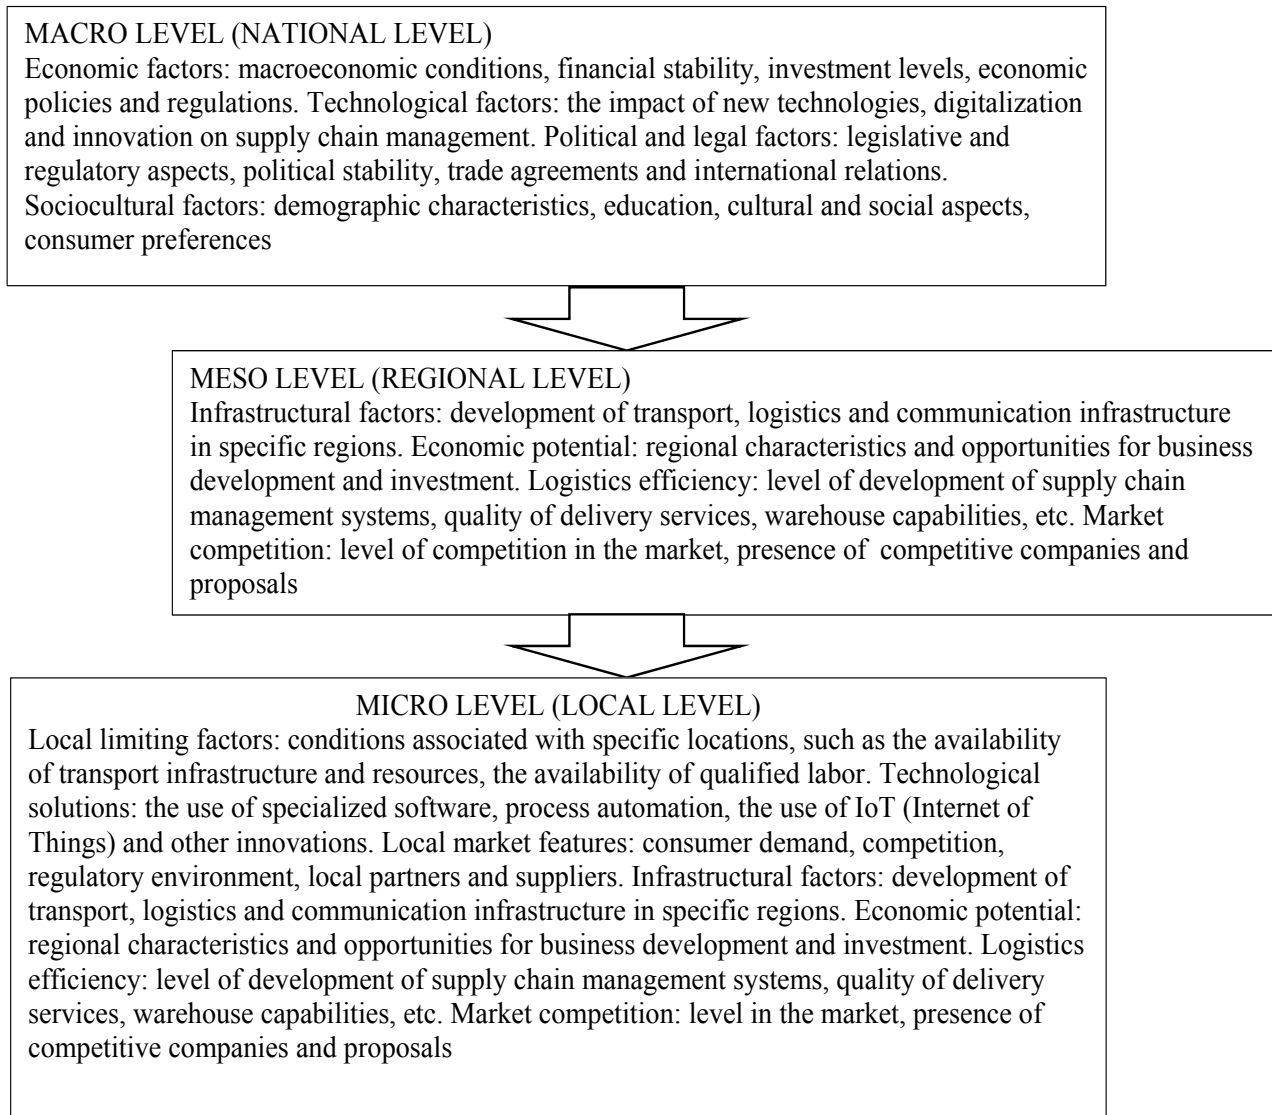 MACRO LEVEL (NATIONAL LEVEL)
Economic factors: macroeconomic conditions, financial stability, investment levels, economic
policies and regulations. Technological factors: the impact of new technologies, digitalization
and innovation on supply chain management. Political and legal factors: legislative and
regulatory aspects, political stability, trade agreements and international relations.
Sociocultural factors: demographic characteristics, education, cultural and social aspects,
consumer preferences
MESO LEVEL (REGIONAL LEVEL)
Infrastructural factors: development of transport, logistics and communication infrastructure
in specific regions. Economic potential: regional characteristics and opportunities for business
development and investment. Logistics efficiency: level of development of supply chain
management systems, quality of delivery services, warehouse capabilities, etc. Market
competition: level of competition in the market, presence of competitive companies and
proposals
MICRO LEVEL (LOCAL LEVEL)
Local limiting factors: conditions associated with specific locations, such as the availability
of transport infrastructure and resources, the availability of qualified labor. Technological
solutions: the use of specialized software, process automation, the use of IoT (Internet of
Things) and other innovations. Local market features: consumer demand, competition,
regulatory environment, local partners and suppliers. Infrastructural factors: development of
transport, logistics and communication infrastructure in specific regions. Economic potential:
regional characteristics and opportunities for business development and investment. Logistics
efficiency: level of development of supply chain management systems, quality of delivery
services, warehouse capabilities, etc. Market competition: level in the market, presence of
competitive companies and proposals